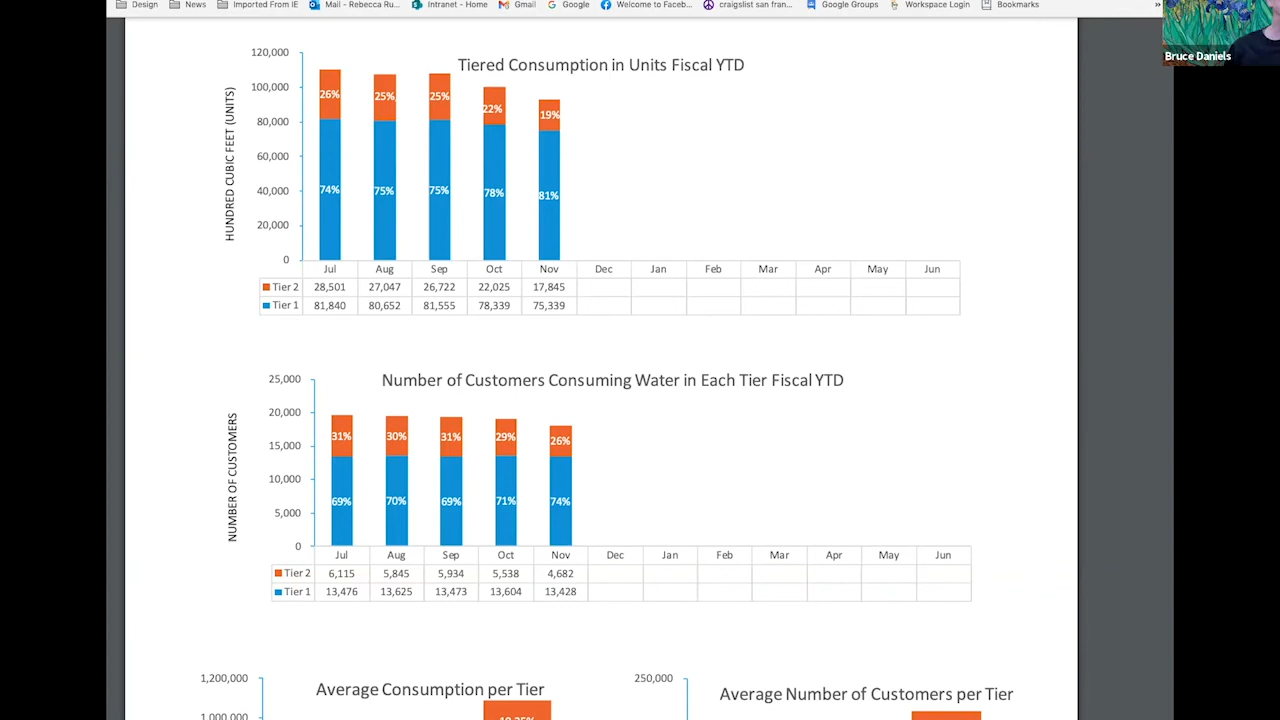 Design News Imported From IE Mail - Rebecca Ru... Intranet - Home Gmail Google Welcome to Faceb... craigslist san fran... Google Groups Workspace Login Bookmarks »
Bruce Daniels
Tiered Consumption in Units Fiscal YTD
HUNDRED CUBIC FEET (UNITS)
120,000
100,000
80,000
60,000
40,000
20,000
0
26% 25% 25% 22% 19%
74% 75% 75% 78% 81%
Jul Aug Sep Oct Nov Dec Jan Feb Mar Apr May Jun
Tier 2 28,501 27,047 26,722 22,025 17,845
Tier 1 81,840 80,652 81,555 78,339 75,339
Number of Customers Consuming Water in Each Tier Fiscal YTD
NUMBER OF CUSTOMERS
25,000
20,000
15,000
10,000
5,000
0
31% 30% 31% 29% 26%
69% 70% 69% 71% 74%
Jul Aug Sep Oct Nov Dec Jan Feb Mar Apr May Jun
Tier 2 6,115 5,845 5,934 5,538 4,682
Tier 1 13,476 13,625 13,473 13,604 13,428
Average Consumption per Tier
1,200,000
1,000,000
Average Number of Customers per Tier
250,000